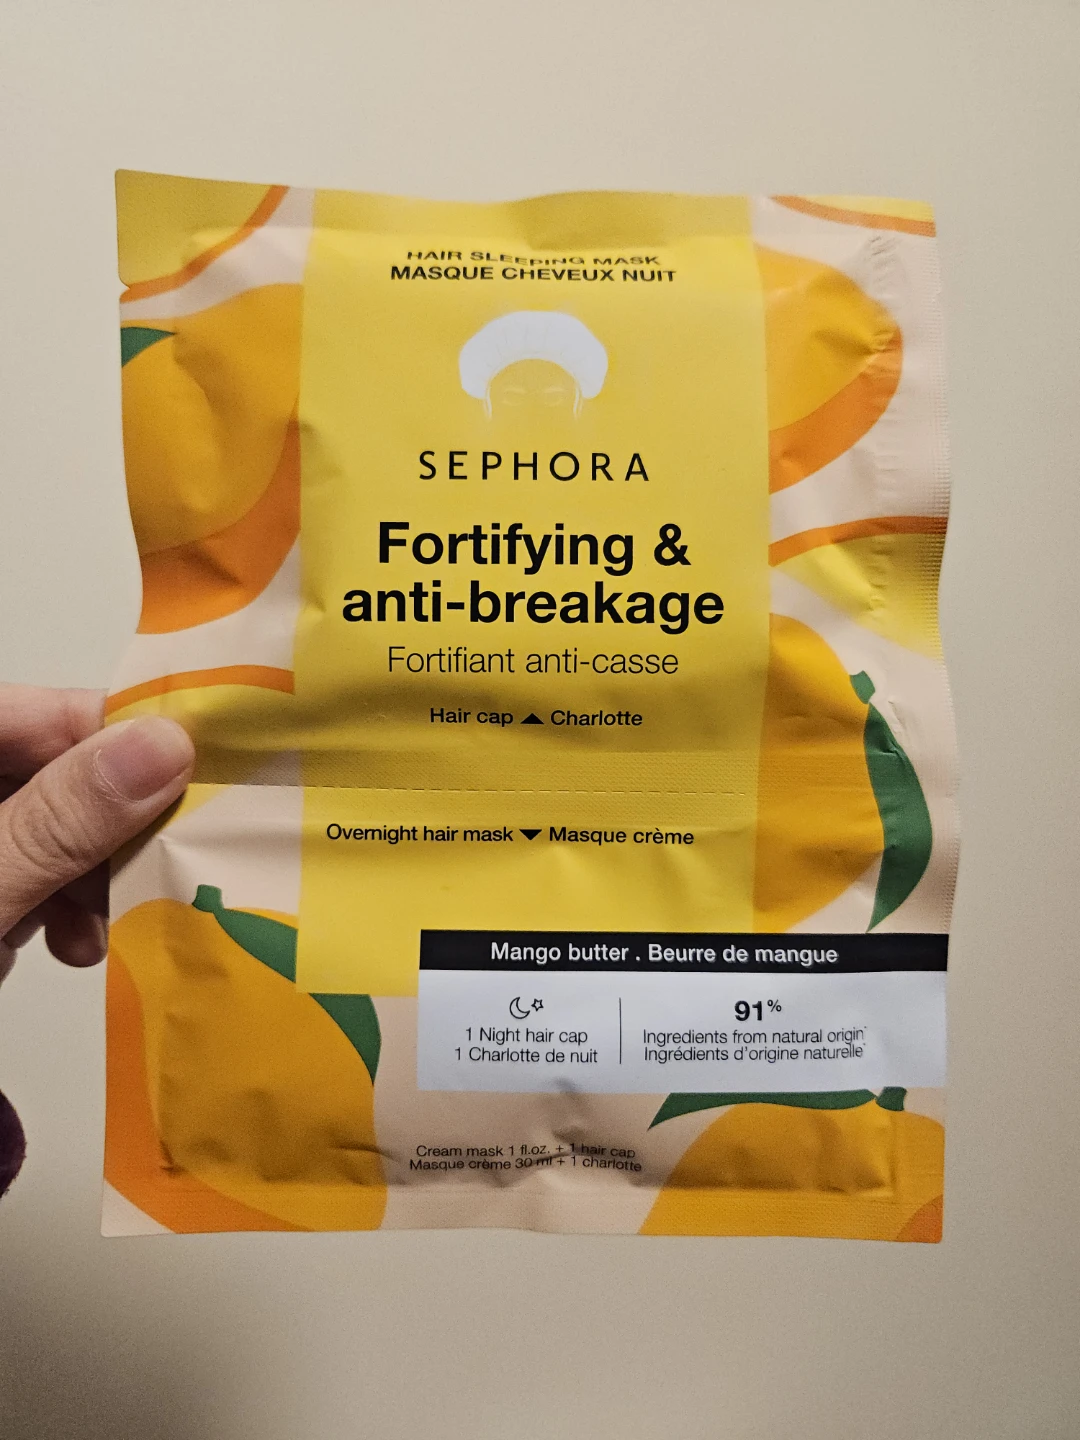 HAIR SLEEPING MASK
MASQUE CHEVEUX NUIT
SEPHORA
Fortifying &
anti-breakage
Fortifiant anti-casse
Hair cap ▲ Charlotte
Overnight hair mask ▼ Masque crème
Mango butter . Beurre de mangue
1 Night hair cap
1 Charlotte de nuit
91%
Ingredients from natural origin*
Ingrédients d'origine naturelle*
Cream mask 1 fl.oz. + 1 hair cap
Masque crème 30 ml + 1 charlotte